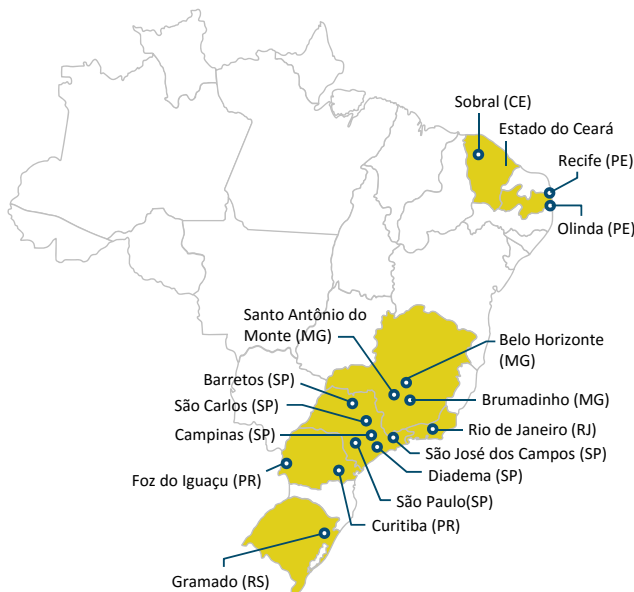 Sobral (CE)
Estado do Ceará
Recife (PE)
Olinda (PE)
Santo Antônio do
Monte (MG)
Belo Horizonte
(MG)
Barretos (SP)
Brumadinho (MG)
São Carlos (SP)
Rio de Janeiro (RJ)
Campinas (SP)
São José dos Campos (SP)
Diadema (SP)
Foz do Iguaçu (PR)
São Paulo(SP)
Curitiba (PR)
Gramado (RS)